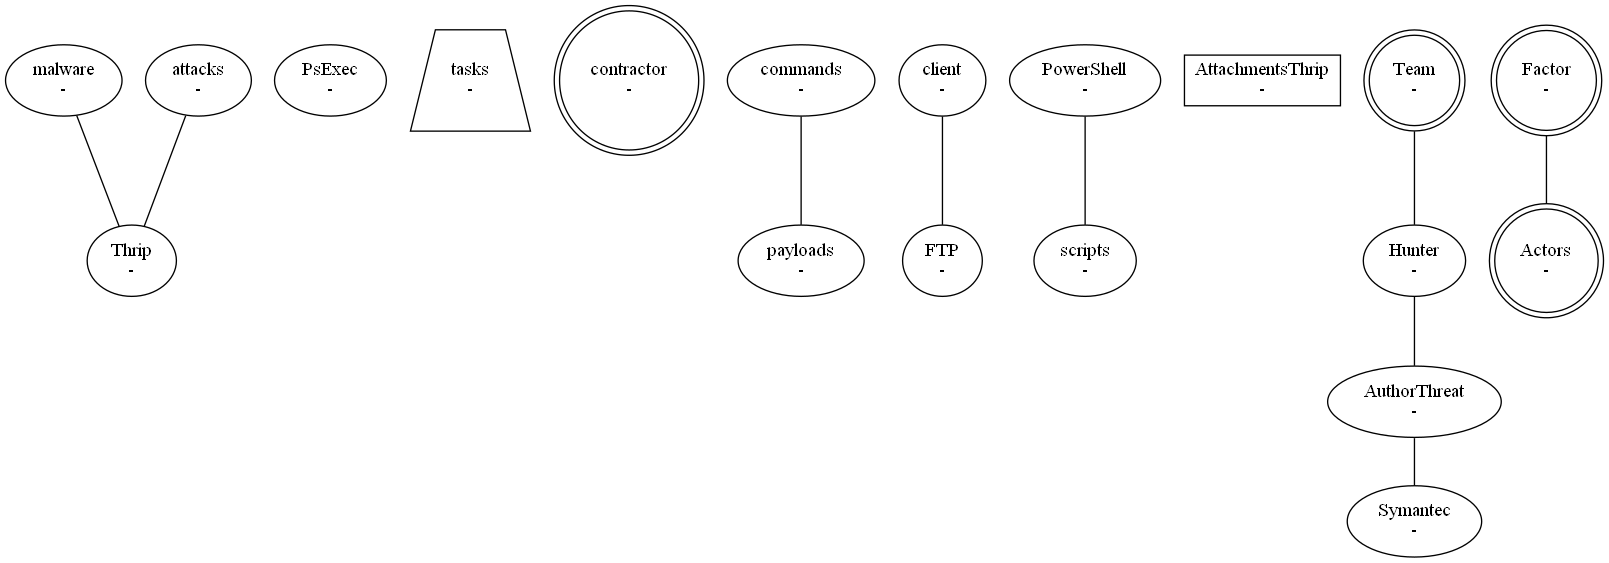 malware
-
attacks
-
PsExec
-
tasks
-
contractor
-
commands
-
client
-
PowerShell
-
AttachmentsThrip
-
Team
-
Factor
-
Thrip
-
payloads
-
FTP
-
scripts
-
Hunter
-
Actors
-
AuthorThreat
-
Symantec
-